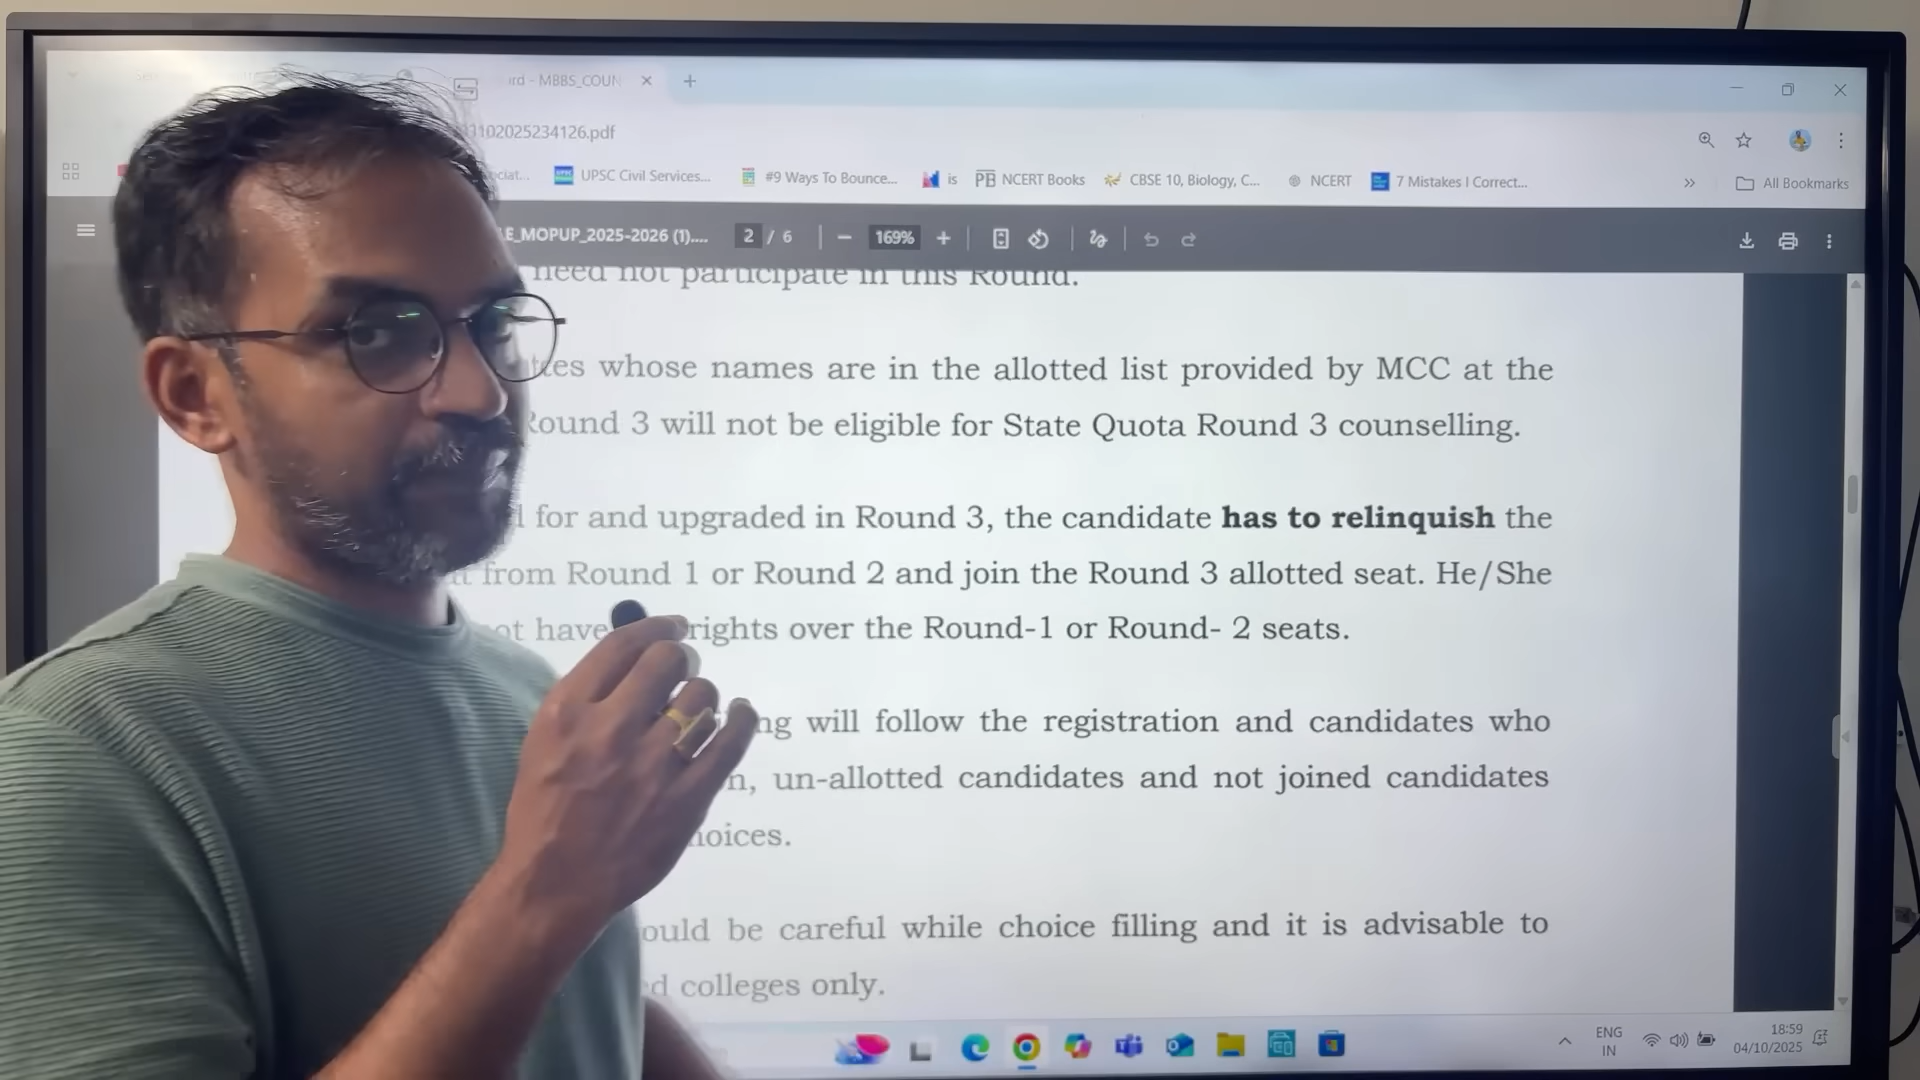 rd - MBBS_COUN
1102025234126.pdf
UPSC Civil Services...
#9 Ways To Bounce...
is
NCERT Books
CBSE 10, Biology, C...
NCERT
7 Mistakes I Correct...
All Bookmarks
E_MOPUP_2025-2026 (1)....
2 / 6
169%
need not participate in this Round.
whose names are in the allotted list provided by MCC at the
Round 3 will not be eligible for State Quota Round 3 counselling.
for and upgraded in Round 3, the candidate has to relinquish the
from Round 1 or Round 2 and join the Round 3 allotted seat. He/She
have rights over the Round-1 or Round- 2 seats.
will follow the registration and candidates who
un-allotted candidates and not joined candidates
be careful while choice filling and it is advisable to
colleges only.
ENG
IN
18:59
04/10/2025